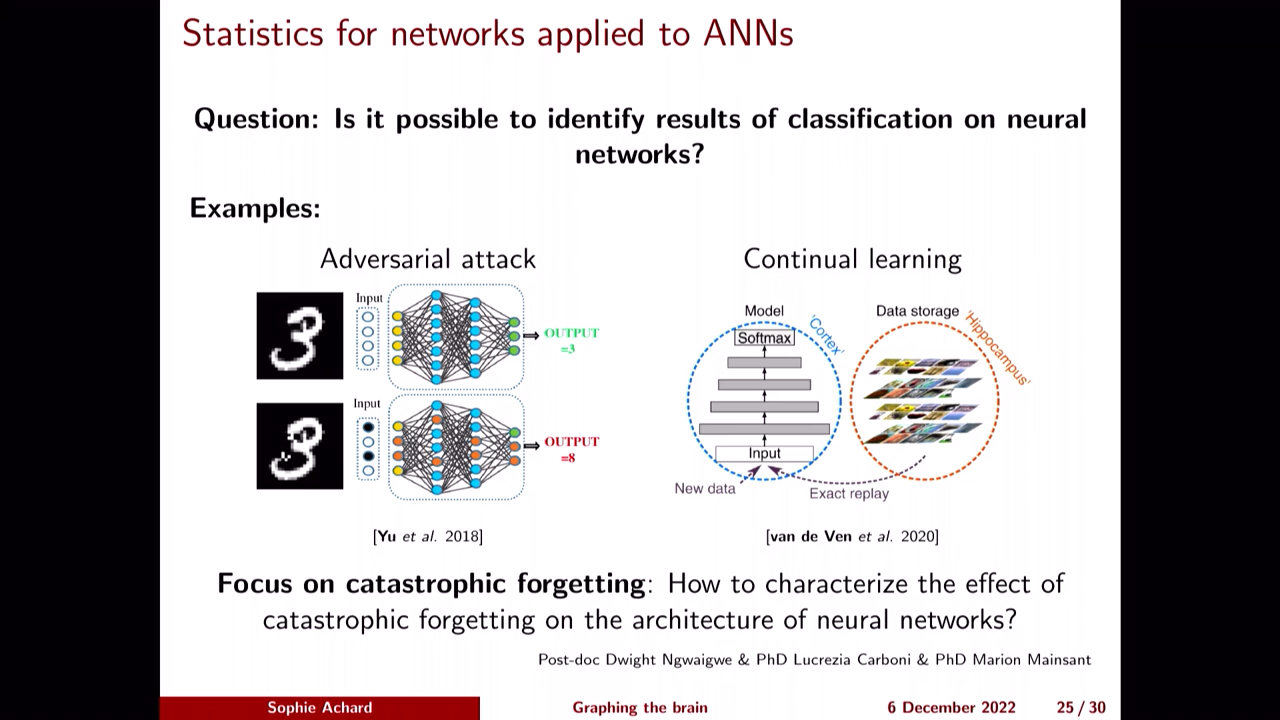 Statistics for networks applied to ANNs
Question: Is it possible to identify results of classification on neural
networks?
Examples:
Adversarial attack
Input
OUTPUT
=3
Input
OUTPUT
=8
[Yu et al. 2018]
Continual learning
Model
'Cortex'
Data storage
'Hippocampus'
Softmax
Input
New data
Exact replay
[van de Ven et al. 2020]
Focus on catastrophic forgetting: How to characterize the effect of
catastrophic forgetting on the architecture of neural networks?
Post-doc Dwight Ngwaigwe & PhD Lucrezia Carboni & PhD Marion Mainsant
Sophie Achard
Graphing the brain
6 December 2022
25 / 30